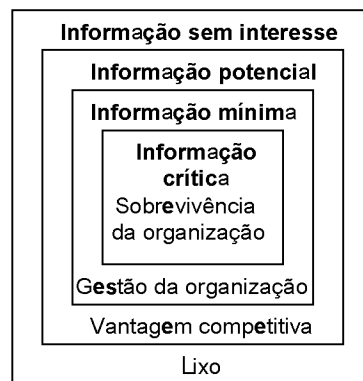 Informação sem interesse
Informação potencial
Informação mínima
Informação
crítica
Sobrevivência
da organização
Gestão da organização
Vantagem competitiva
Lixo